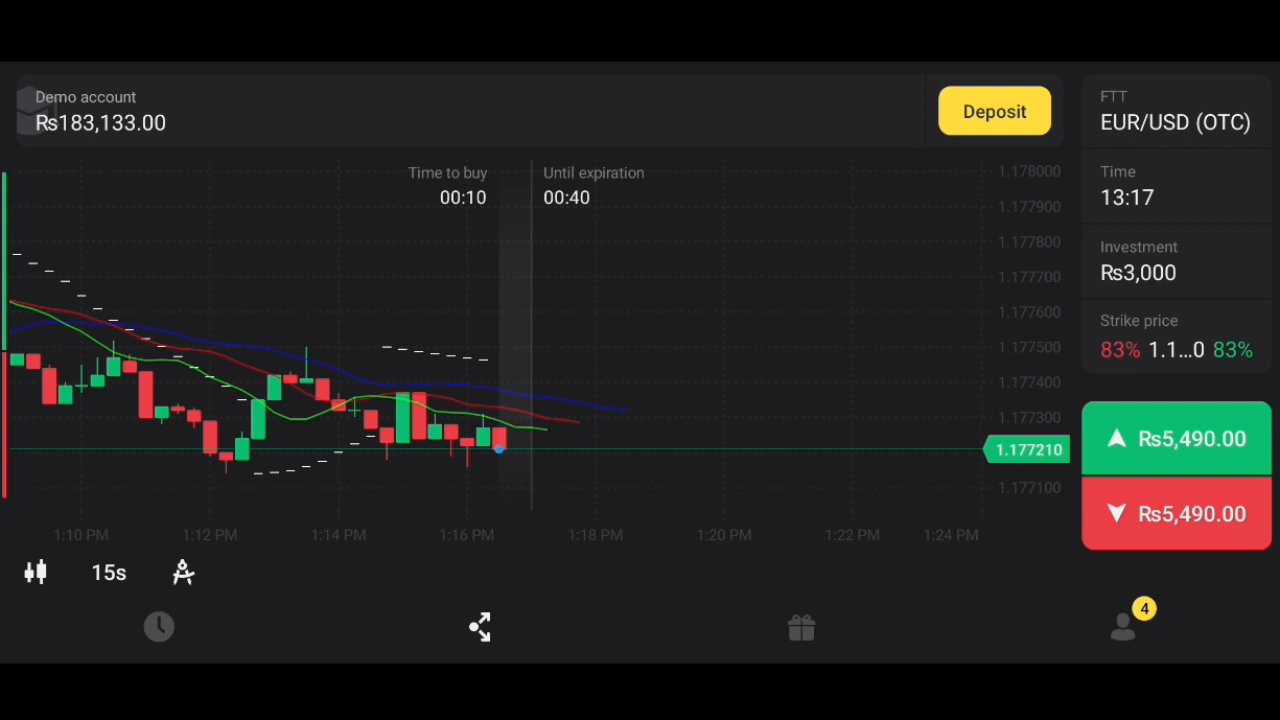 Demo account
₨183,133.00
Deposit
FTT
EUR/USD (OTC)
Time
13:17
Investment
₨3,000
Strike price
83% 1.1...0 83%
₨5,490.00
₨5,490.00
Time to buy
00:10
Until expiration
00:40
1.178000
1.177900
1.177800
1.177700
1.177600
1.177500
1.177400
1.177300
1.177210
1.177100
1:10 PM
1:12 PM
1:14 PM
1:16 PM
1:18 PM
1:20 PM
1:22 PM
1:24 PM
15s
4